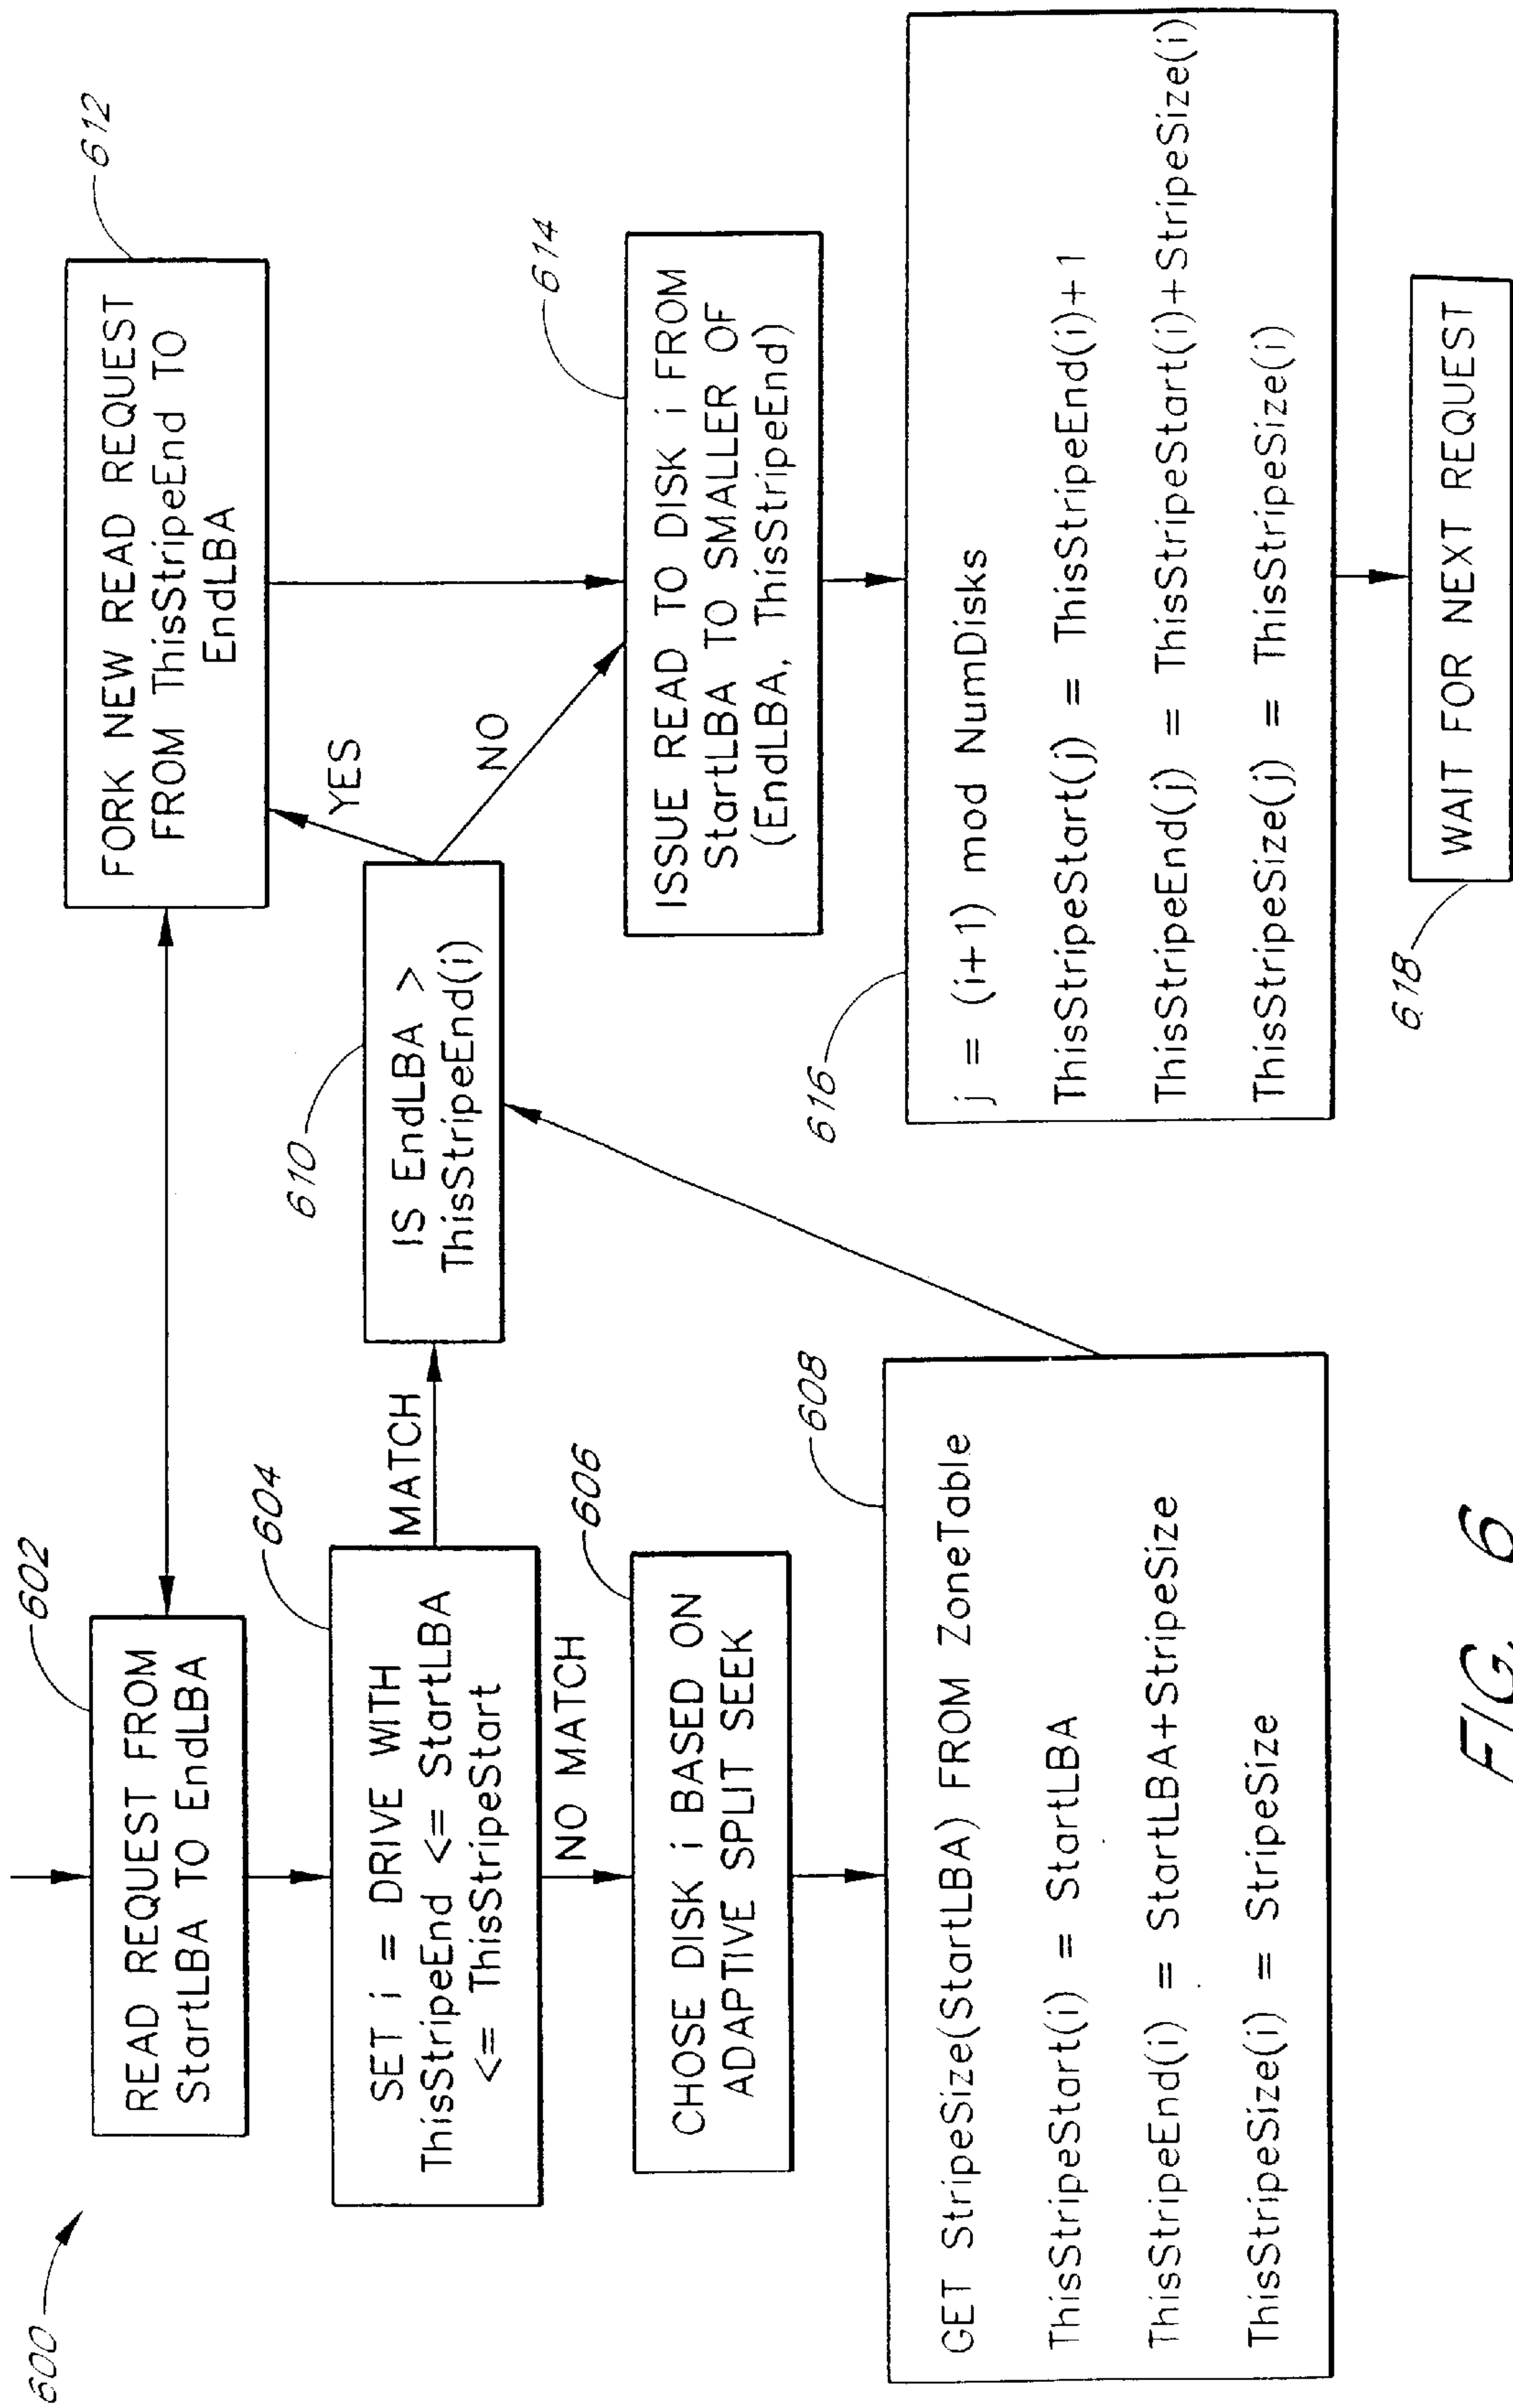 600
602
READ REQUEST FROM
StartLBA TO EndLBA
604
SET i = DRIVE WITH
ThisStripeEnd <= StartLBA
<= ThisStripeStart
MATCH
NO MATCH
606
CHOSE DISK i BASED ON
ADAPTIVE SPLIT SEEK
608
GET StripeSize(StartLBA) FROM ZoneTable
ThisStripeStart(i) = StartLBA
ThisStripeEnd(i) = StartLBA+StripeSize
ThisStripeSize(i) = StripeSize
610
IS EndLBA >
ThisStripeEnd(i)
YES
NO
612
FORK NEW READ REQUEST
FROM ThisStripeEnd TO
EndLBA
614
ISSUE READ TO DISK i FROM
StartLBA TO SMALLER OF
(EndLBA, ThisStripeEnd)
616
j = (i+1) mod NumDisks
ThisStripeStart(j) = ThisStripeEnd(i)+1
ThisStripeEnd(j) = ThisStripeStart(i)+StripeSize(i)
ThisStripeSize(j) = ThisStripeSize(i)
618
WAIT FOR NEXT REQUEST
FIG. 6